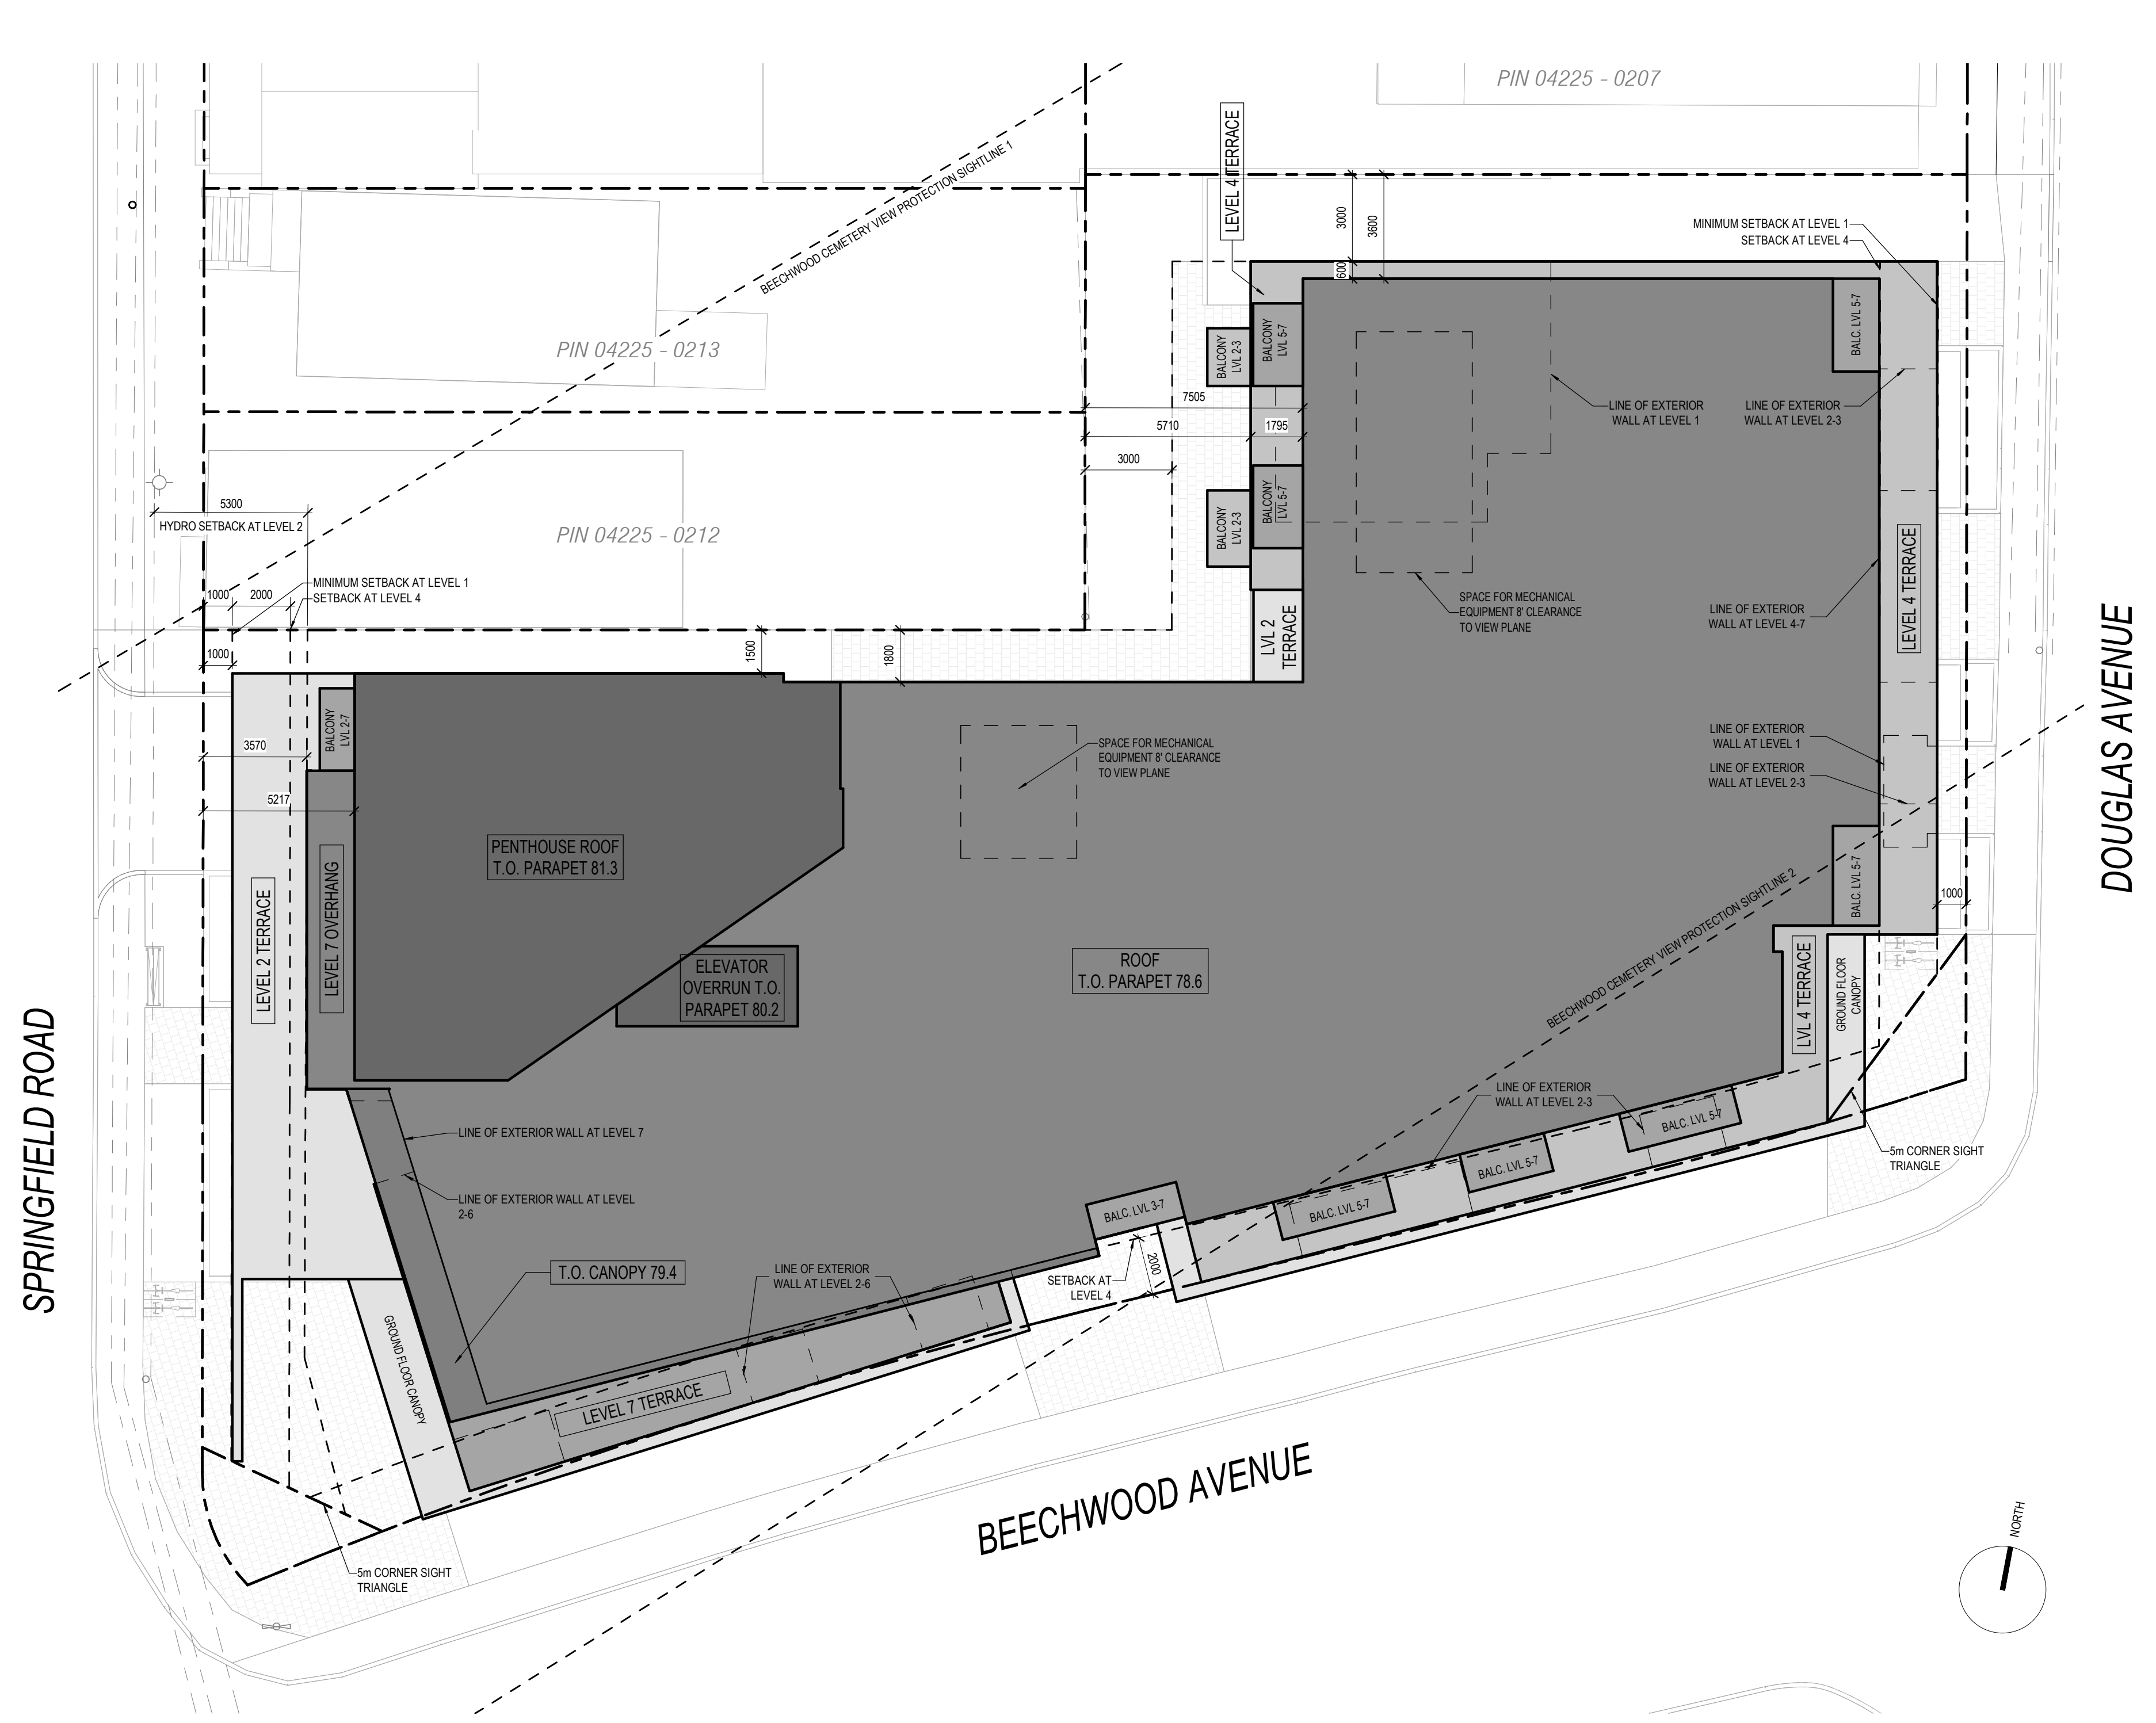 PIN 04225 - 0207
LEVEL 4 TERRACE
BEECHWOOD CEMETERY VIEW PROTECTION SIGHTLINE 1
3000
3600
600
MINIMUM SETBACK AT LEVEL 1
SETBACK AT LEVEL 4
PIN 04225 - 0213
BALCONY
LVL 2-3
BALCONY
LVL 5-7
BALC. LVL 5-7
7505
5710
1795
3000
LINE OF EXTERIOR
WALL AT LEVEL 1
LINE OF EXTERIOR
WALL AT LEVEL 2-3
5300
HYDRO SETBACK AT LEVEL 2
PIN 04225 - 0212
BALCONY
LVL 2-3
BALCONY
LVL 5-7
MINIMUM SETBACK AT LEVEL 1
SETBACK AT LEVEL 4
1000
2000
SPACE FOR MECHANICAL
EQUIPMENT 8' CLEARANCE
TO VIEW PLANE
LINE OF EXTERIOR
WALL AT LEVEL 4-7
LEVEL 4 TERRACE
LVL 2
TERRACE
1000
1500
1800
DOUGLAS AVENUE
BALCONY
LVL 2-7
3570
5217
SPACE FOR MECHANICAL
EQUIPMENT 8' CLEARANCE
TO VIEW PLANE
LINE OF EXTERIOR
WALL AT LEVEL 1
LINE OF EXTERIOR
WALL AT LEVEL 2-3
PENTHOUSE ROOF
T.O. PARAPET 81.3
LEVEL 2 TERRACE
LEVEL 7 OVERHANG
BALC. LVL 5-7
1000
BEECHWOOD CEMETERY VIEW PROTECTION SIGHTLINE 2
ELEVATOR
OVERRUN T.O.
PARAPET 80.2
ROOF
T.O. PARAPET 78.6
LVL 4 TERRACE
GROUND FLOOR
CANOPY
SPRINGFIELD ROAD
LINE OF EXTERIOR WALL AT LEVEL 7
LINE OF EXTERIOR
WALL AT LEVEL 2-3
BALC. LVL 5-7
5m CORNER SIGHT
TRIANGLE
BALC. LVL 5-7
LINE OF EXTERIOR WALL AT LEVEL
2-6
BALC. LVL 3-7
BALC. LVL 5-7
T.O. CANOPY 79.4
LINE OF EXTERIOR
WALL AT LEVEL 2-6
SETBACK AT
LEVEL 4
2000
GROUND FLOOR CANOPY
LEVEL 7 TERRACE
BEECHWOOD AVENUE
5m CORNER SIGHT
TRIANGLE
NORTH